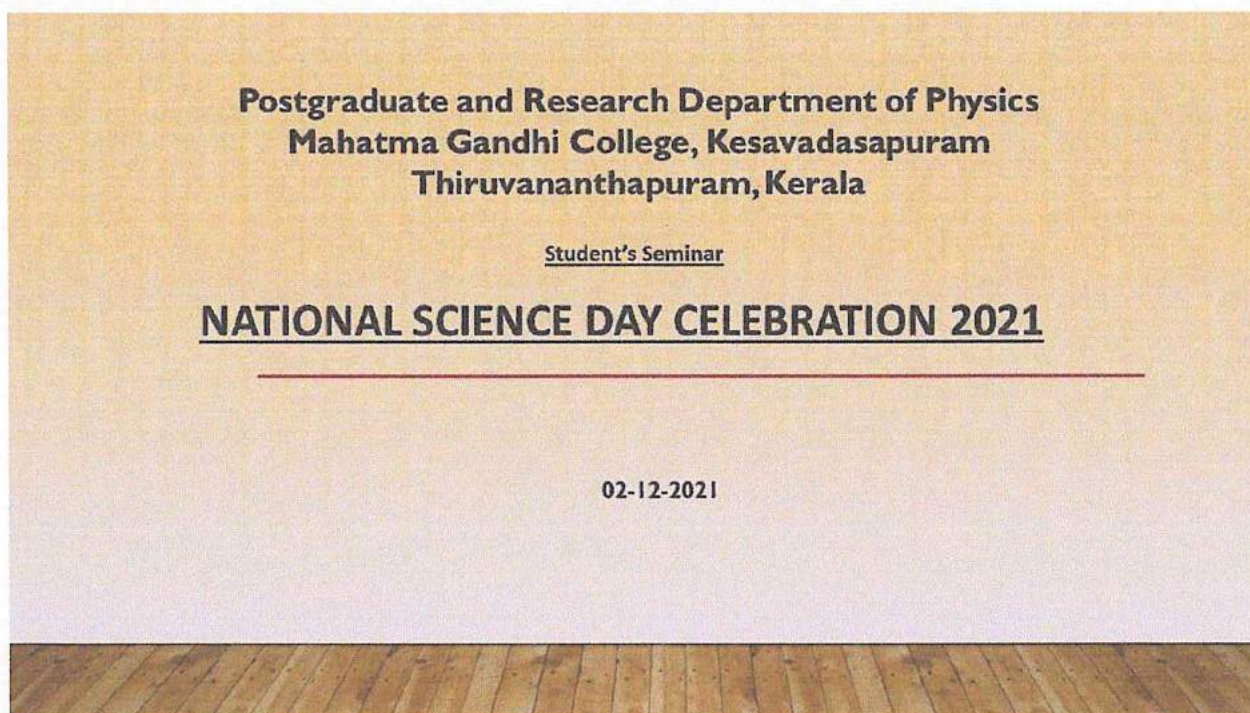 Postgraduate and Research Department of Physics
Mahatma Gandhi College, Kesavadasapuram
Thiruvananthapuram, Kerala
Student's Seminar
NATIONAL SCIENCE DAY CELEBRATION 2021
02-12-2021